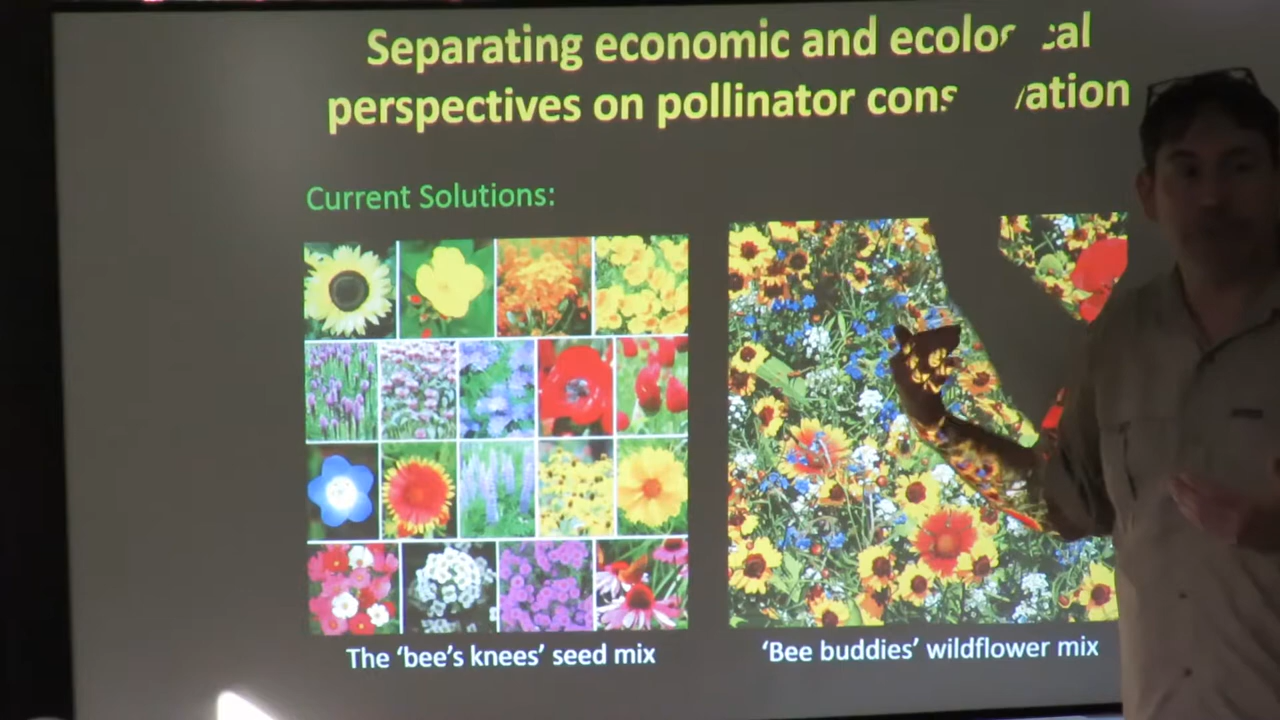 Separating economic and
perspectives on pollinator
Current Solutions:
The 'bee's knees' seed mix
'Bee buddies' wildflower mix